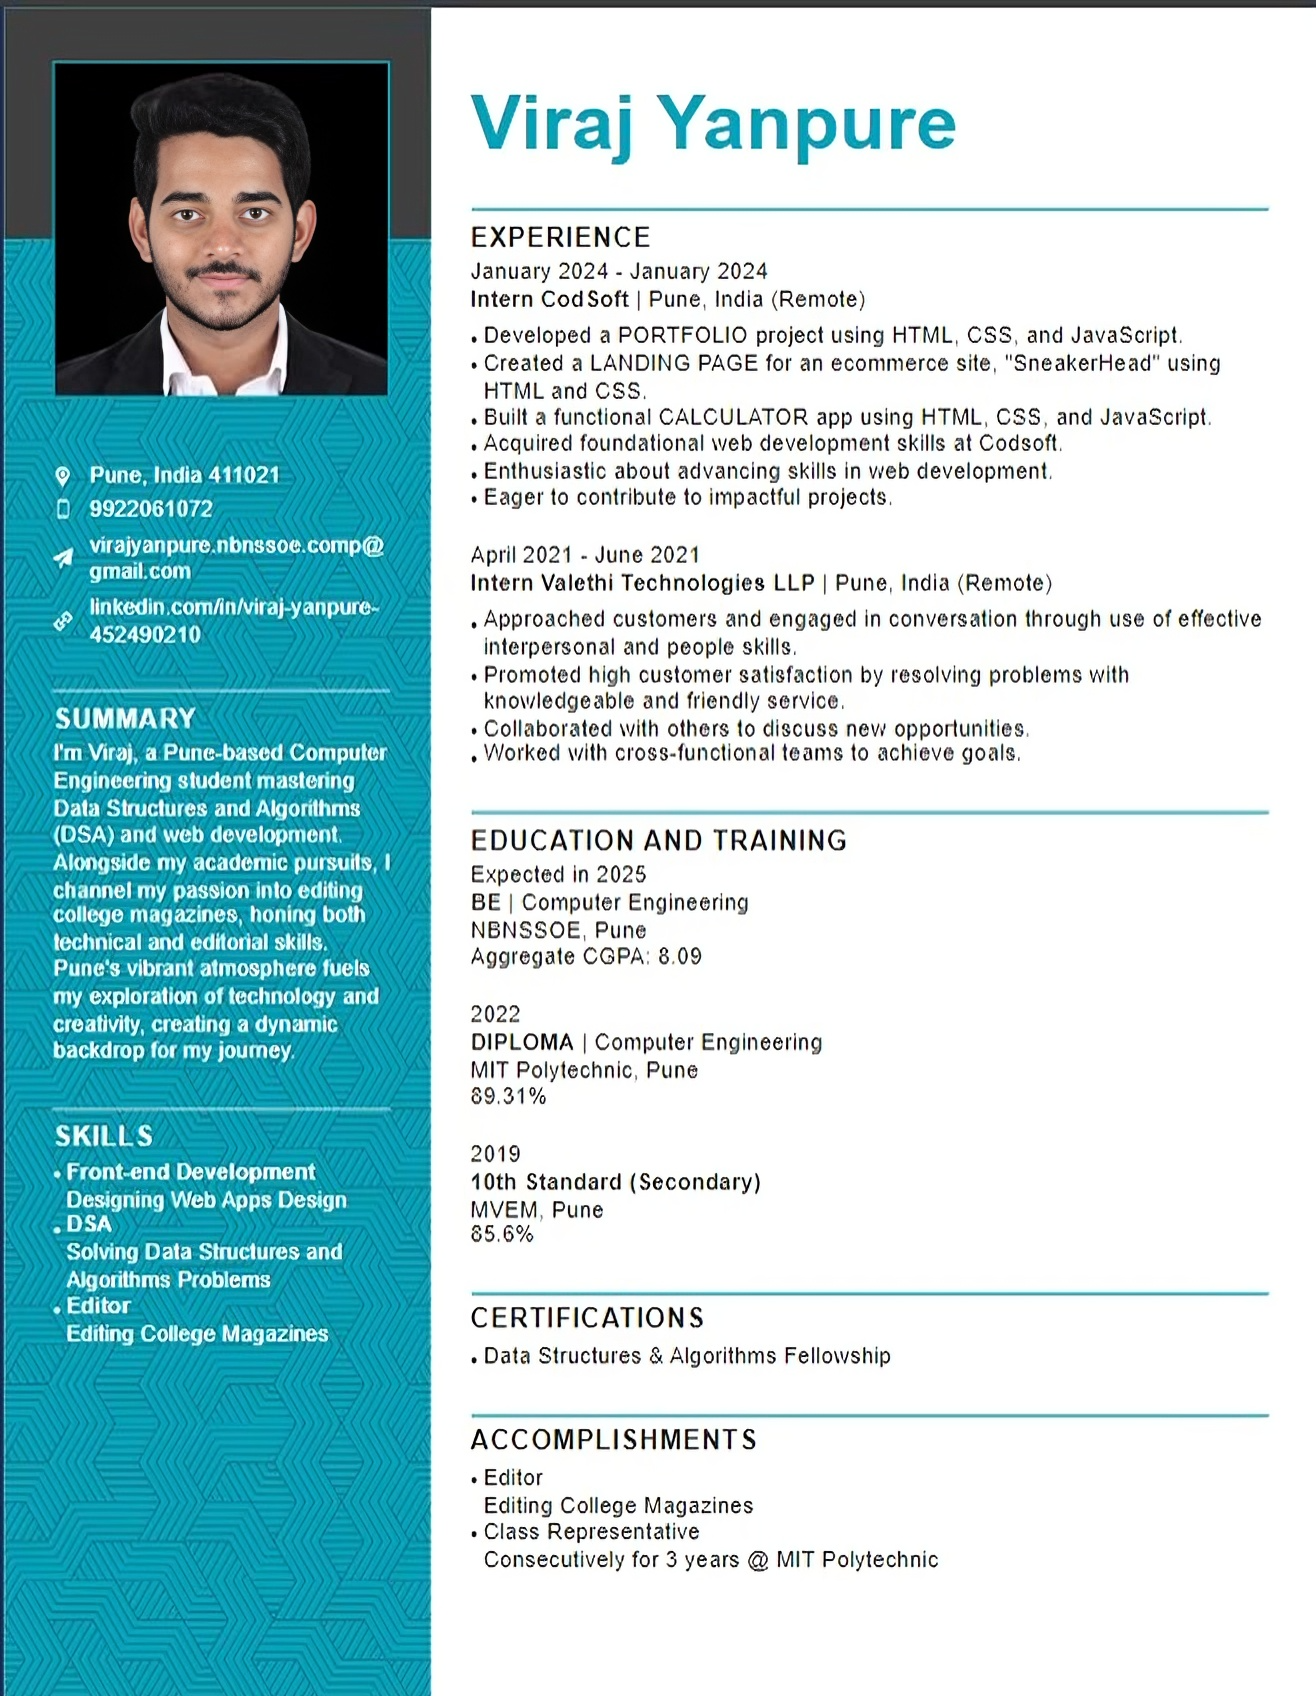 Viraj Yanpure
Pune, India 411021
9922061072
virajyanpure.nbnssoe.comp@
gmail.com
linkedin.com/in/viraj-yanpure-
452490210
SUMMARY
I'm Viraj, a Pune-based Computer
Engineering student mastering
Data Structures and Algorithms
(DSA) and web development.
Alongside my academic pursuits, I
channel my passion into editing
college magazines, honing both
technical and editorial skills.
Pune's vibrant atmosphere fuels
my exploration of technology and
creativity, creating a dynamic
backdrop for my journey.
SKILLS
• Front-end Development
Designing Web Apps Design
• DSA
Solving Data Structures and
Algorithms Problems
• Editor
Editing College Magazines
EXPERIENCE
January 2024 - January 2024
Intern CodSoft | Pune, India (Remote)
• Developed a PORTFOLIO project using HTML, CSS, and JavaScript.
• Created a LANDING PAGE for an ecommerce site, "SneakerHead" using
HTML and CSS.
• Built a functional CALCULATOR app using HTML, CSS, and JavaScript.
• Acquired foundational web development skills at Codsoft.
• Enthusiastic about advancing skills in web development.
• Eager to contribute to impactful projects.
April 2021 - June 2021
Intern Valethi Technologies LLP | Pune, India (Remote)
• Approached customers and engaged in conversation through use of effective
interpersonal and people skills.
• Promoted high customer satisfaction by resolving problems with
knowledgeable and friendly service.
• Collaborated with others to discuss new opportunities.
• Worked with cross-functional teams to achieve goals.
EDUCATION AND TRAINING
Expected in 2025
BE | Computer Engineering
NBNSSOE, Pune
Aggregate CGPA: 8.09
2022
DIPLOMA | Computer Engineering
MIT Polytechnic, Pune
89.31%
2019
10th Standard (Secondary)
MVEM, Pune
85.6%
CERTIFICATIONS
• Data Structures & Algorithms Fellowship
ACCOMPLISHMENTS
• Editor
Editing College Magazines
• Class Representative
Consecutively for 3 years @ MIT Polytechnic